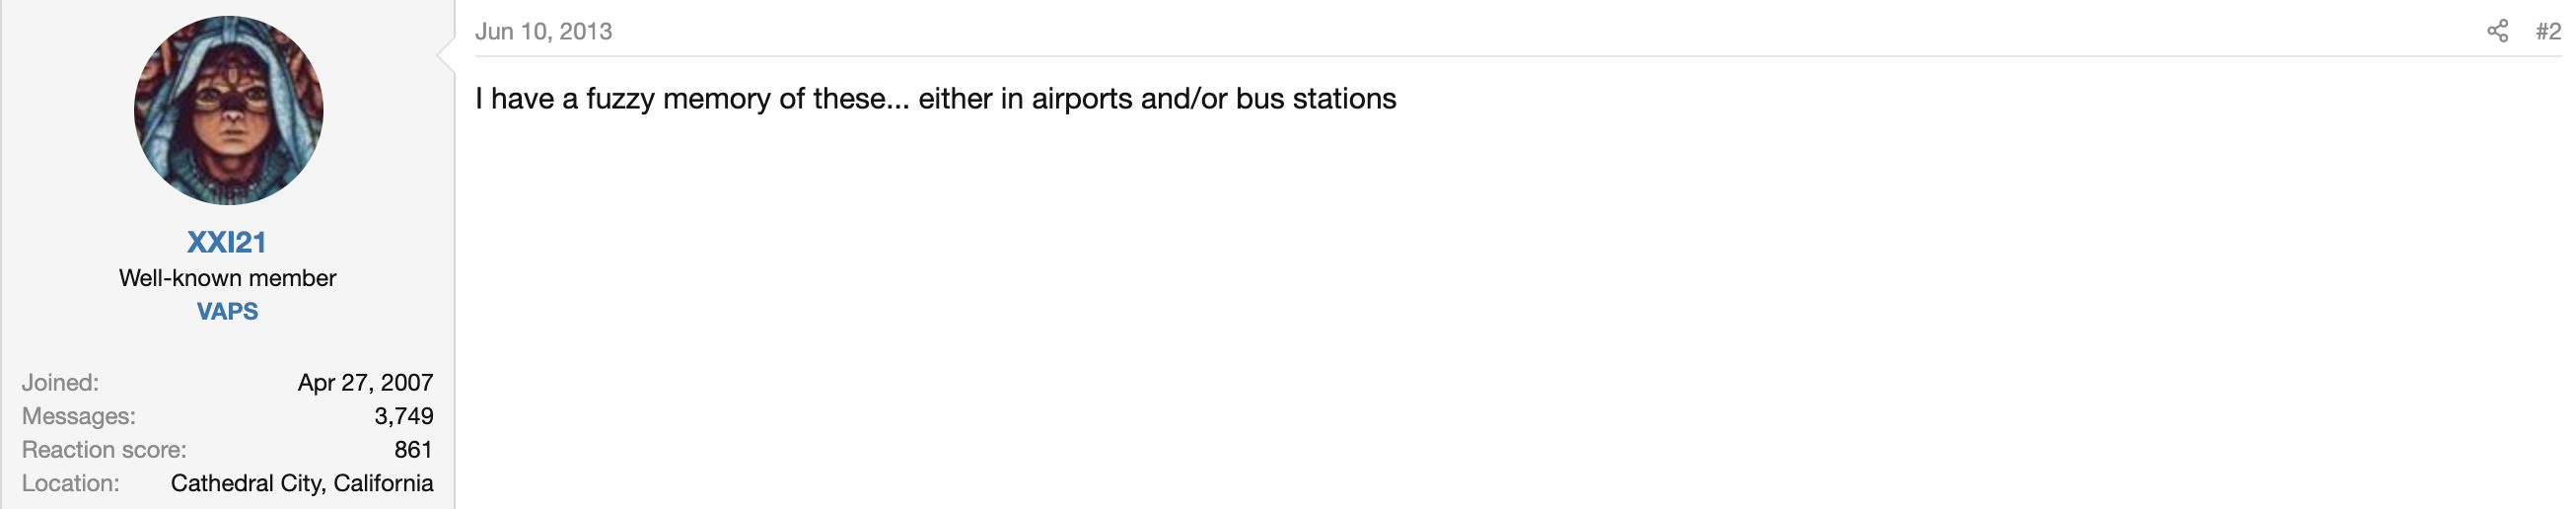 XXI21
Well-known member
VAPS
Joined: Apr 27, 2007
Messages: 3,749
Reaction score: 861
Location: Cathedral City, California
Jun 10, 2013 #2
I have a fuzzy memory of these... either in airports and/or bus stations